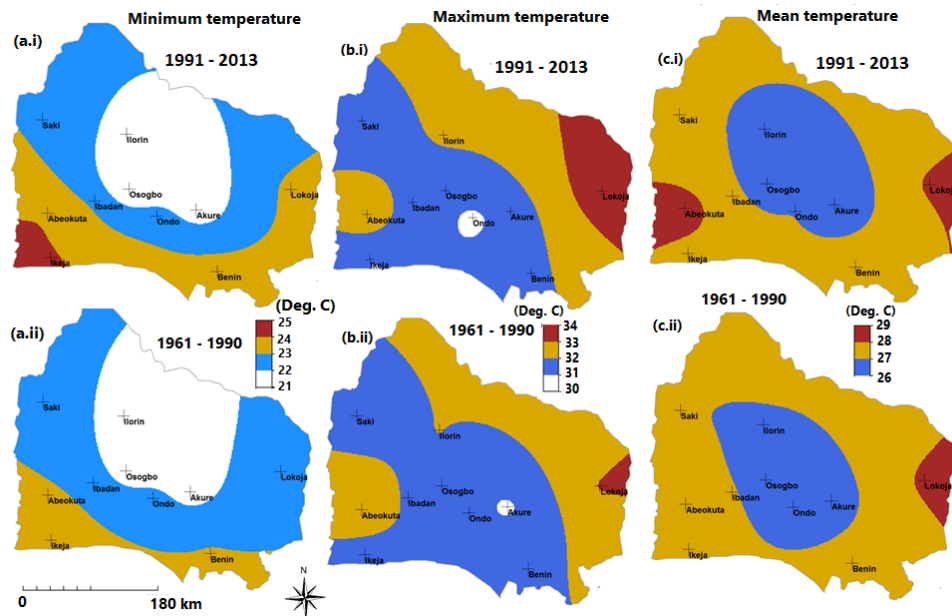 Minimum temperature
Maximum temperature
Mean temperature
(a.i)
1991 - 2013
Saki
Ilorin
Osogbo
Ibadan
Akure
Ondo
Lokoja
Abeokuta
Ikeja
Benin
(b.i)
1991 - 2013
Saki
Ilorin
Osogbo
Ibadan
Akure
Ondo
Lokoja
Abeokuta
Ikeja
Benin
(c.i)
1991 - 2013
Saki
Ilorin
Osogbo
Ibadan
Akure
Ondo
Lokoja
Abeokuta
Ikeja
Benin
(a.ii)
1961 - 1990
(Deg. C)
25
24
23
22
21
Saki
Ilorin
Osogbo
Ibadan
Akure
Ondo
Lokoja
Abeokuta
Ikeja
Benin
(b.ii)
1961 - 1990
(Deg. C)
34
33
32
31
30
Saki
Ilorin
Osogbo
Ibadan
Akure
Ondo
Lokoja
Abeokuta
Ikeja
Benin
1961 - 1990
(c.ii)
(Deg. C)
29
28
27
26
Saki
Ilorin
Osogbo
Ibadan
Akure
Ondo
Lokoja
Abeokuta
Ikeja
Benin
0 180 km
N